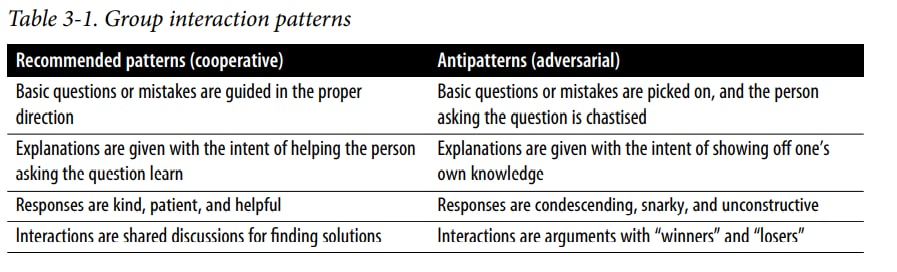 Table 3-1. Group interaction patterns
Recommended patterns (cooperative) Antipatterns (adversarial)
Basic questions or mistakes are guided in the proper direction
Basic questions or mistakes are picked on, and the person asking the question is chastised
Explanations are given with the intent of helping the person asking the question learn
Explanations are given with the intent of showing off one's own knowledge
Responses are kind, patient, and helpful
Responses are condescending, snarky, and unconstructive
Interactions are shared discussions for finding solutions
Interactions are arguments with “winners” and “losers”